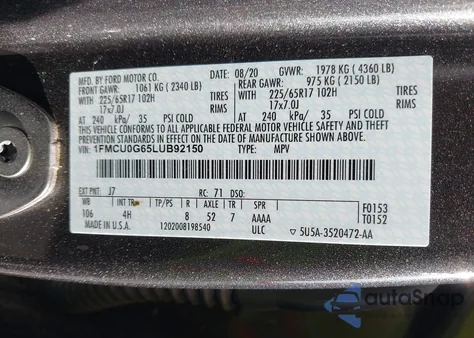 MFD. BY FORD MOTOR CO.
DATE: 08/20 GVWR: 1978 KG ( 4360 LB)
FRONT GAWR: 1061 KG ( 2340 LB) REAR GAWR: 975 KG ( 2150 LB)
WITH 225/65R17 102H TIRES WITH 225/65R17 102H TIRES
17x7.0J RIMS 17x7.0J RIMS
AT 240 kPa/ 35 PSI COLD AT 240 kPa/ 35 PSI COLD
THIS VEHICLE CONFORMS TO ALL APPLICABLE FEDERAL MOTOR VEHICLE SAFETY AND THEFT PREVENTION STANDARDS IN EFFECT ON THE DATE OF MANUFACTURE SHOWN ABOVE.
VIN: 1FMCU0G65LUB92150 TYPE: MPV
EXT PNT: J7 RC: 71 DSO:
WB INT TR TP/PS R AXLE TR SPR F0153
106 4H 8 52 7 AAAA T0152
MADE IN U.S.A. 1202008198540 ULC 5U5A-3520472-AA
autoSnap